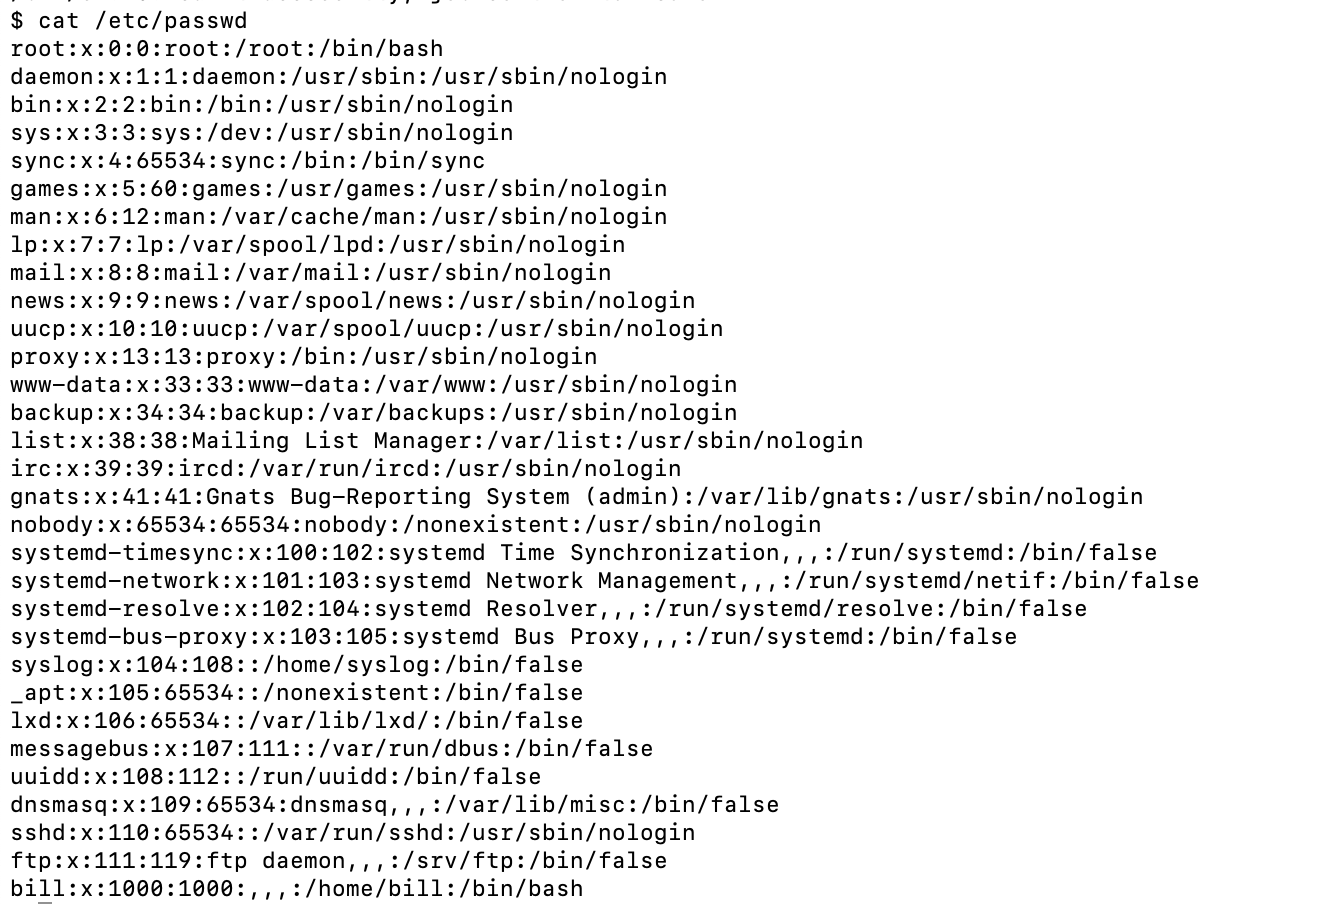 $ cat /etc/passwd
root:x:0:0:root:/root:/bin/bash
daemon:x:1:1:daemon:/usr/sbin:/usr/sbin/nologin
bin:x:2:2:bin:/bin:/usr/sbin/nologin
sys:x:3:3:sys:/dev:/usr/sbin/nologin
sync:x:4:65534:sync:/bin:/bin/sync
games:x:5:60:games:/usr/games:/usr/sbin/nologin
man:x:6:12:man:/var/cache/man:/usr/sbin/nologin
lp:x:7:7:lp:/var/spool/lpd:/usr/sbin/nologin
mail:x:8:8:mail:/var/mail:/usr/sbin/nologin
news:x:9:9:news:/var/spool/news:/usr/sbin/nologin
uucp:x:10:10:uucp:/var/spool/uucp:/usr/sbin/nologin
proxy:x:13:13:proxy:/bin:/usr/sbin/nologin
www-data:x:33:33:www-data:/var/www:/usr/sbin/nologin
backup:x:34:34:backup:/var/backups:/usr/sbin/nologin
list:x:38:38:Mailing List Manager:/var/list:/usr/sbin/nologin
irc:x:39:39:ircd:/var/run/ircd:/usr/sbin/nologin
gnats:x:41:41:Gnats Bug-Reporting System (admin):/var/lib/gnats:/usr/sbin/nologin
nobody:x:65534:65534:nobody:/nonexistent:/usr/sbin/nologin
systemd-timesync:x:100:102:systemd Time Synchronization,,,:/run/systemd:/bin/false
systemd-network:x:101:103:systemd Network Management,,,:/run/systemd/netif:/bin/false
systemd-resolve:x:102:104:systemd Resolver,,,:/run/systemd/resolve:/bin/false
systemd-bus-proxy:x:103:105:systemd Bus Proxy,,,:/run/systemd:/bin/false
syslog:x:104:108::/home/syslog:/bin/false
_apt:x:105:65534::/nonexistent:/bin/false
lxd:x:106:65534::/var/lib/lxd/:/bin/false
messagebus:x:107:111::/var/run/dbus:/bin/false
uuidd:x:108:112::/run/uuidd:/bin/false
dnsmasq:x:109:65534:dnsmasq,,,:/var/lib/misc:/bin/false
sshd:x:110:65534::/var/run/sshd:/usr/sbin/nologin
ftp:x:111:119:ftp daemon,,,:/srv/ftp:/bin/false
bill:x:1000:1000:,,,:/home/bill:/bin/bash